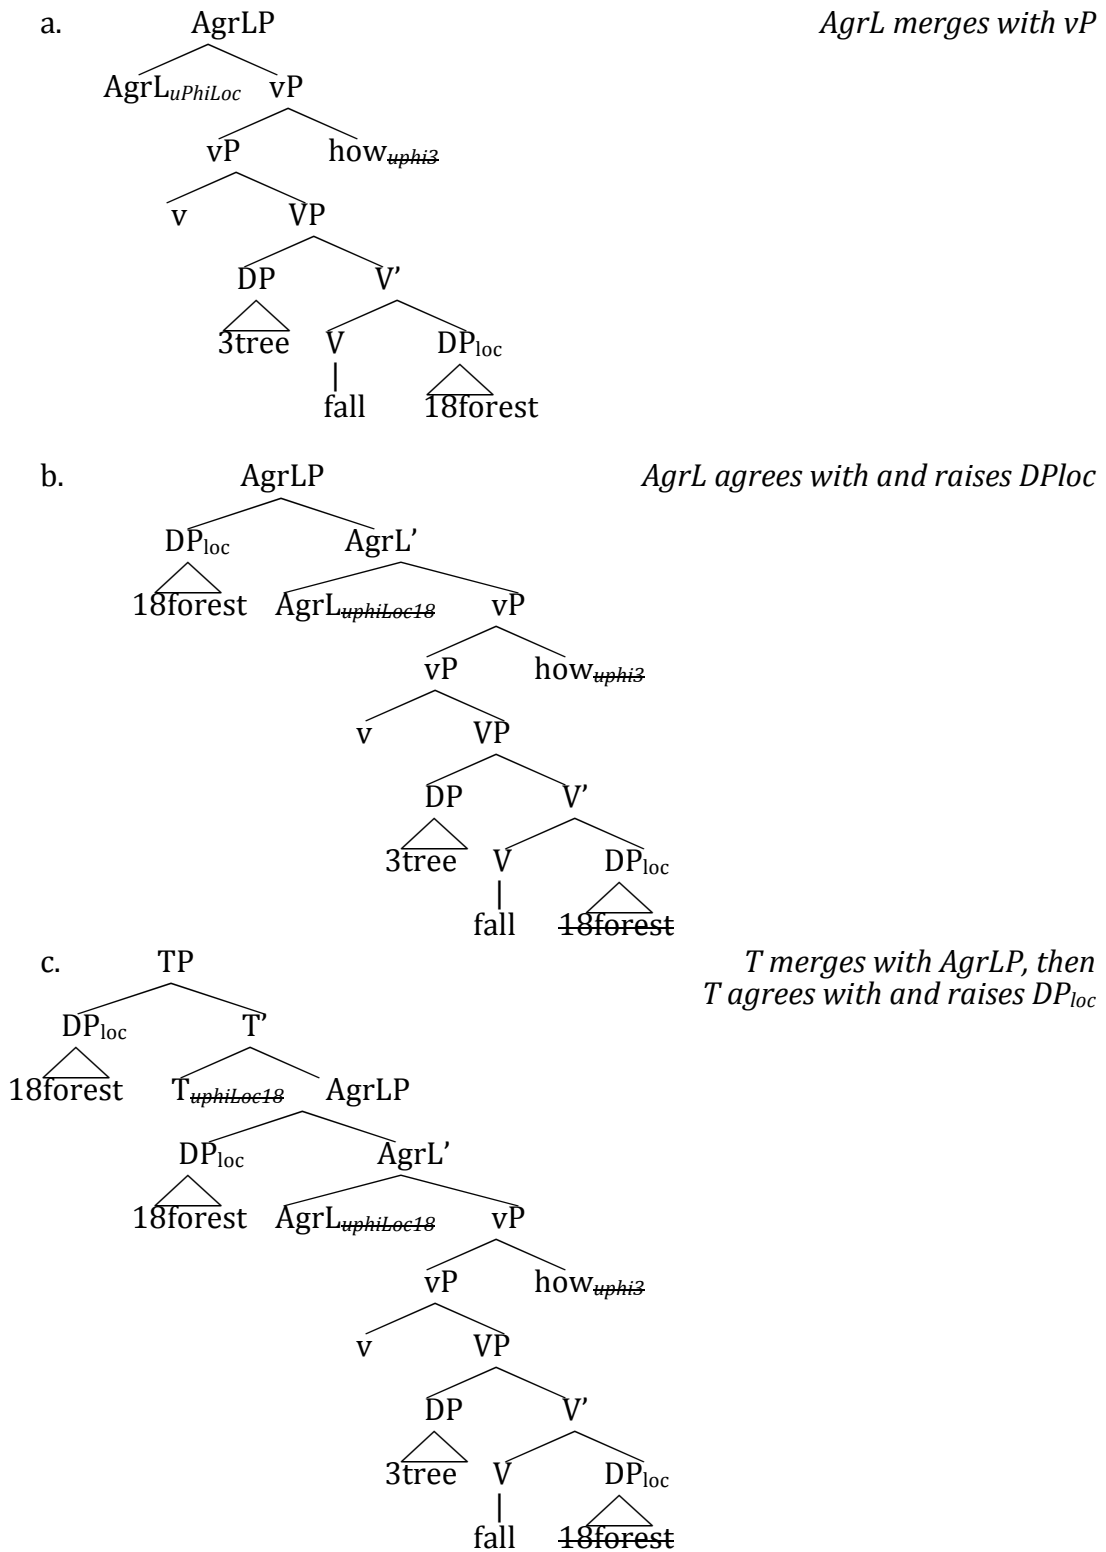 a. AgrLP AgrL merges with vP
AgrLuPhiLoc vP
vP howuphi3
v VP
DP V’
3tree V DPloc
fall 18forest
b. AgrLP AgrL agrees with and raises DPloc
DPloc AgrL’
18forest AgrLuphiLoc18 vP
vP howuphi3
v VP
DP V’
3tree V DPloc
fall 18forest
c. TP T merges with AgrLP, then
T agrees with and raises DPloc
DPloc T’
18forest TuphiLoc18 AgrLP
DPloc AgrL’
18forest AgrLuphiLoc18 vP
vP howuphi3
v VP
DP V’
3tree V DPloc
fall 18forest